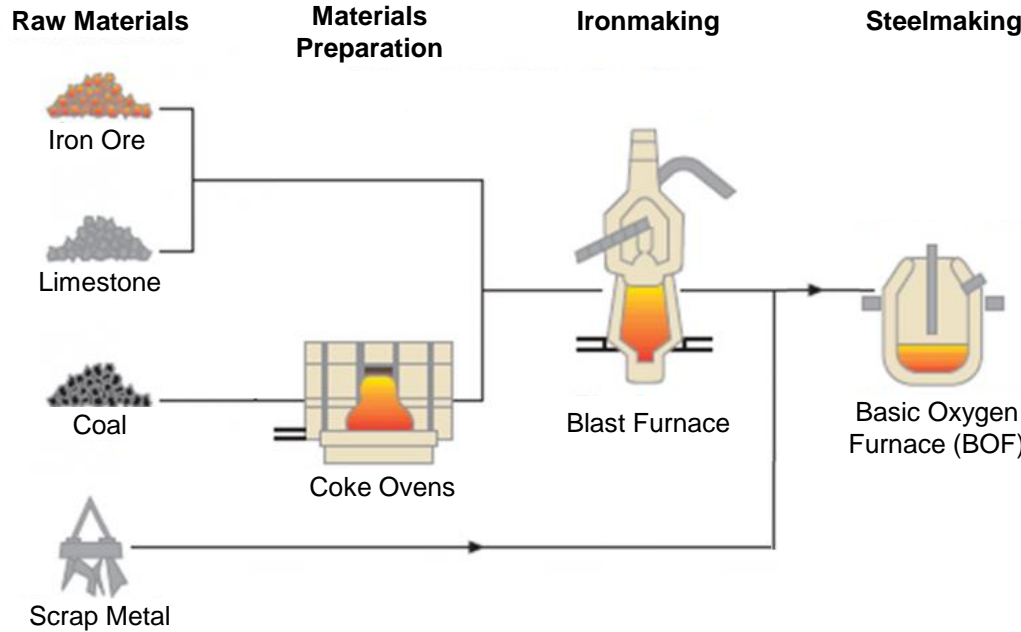 Raw Materials
Materials
Preparation
Ironmaking
Steelmaking
Iron Ore
Limestone
Coal
Coke Ovens
Blast Furnace
Basic Oxygen
Furnace (BOF)
Scrap Metal